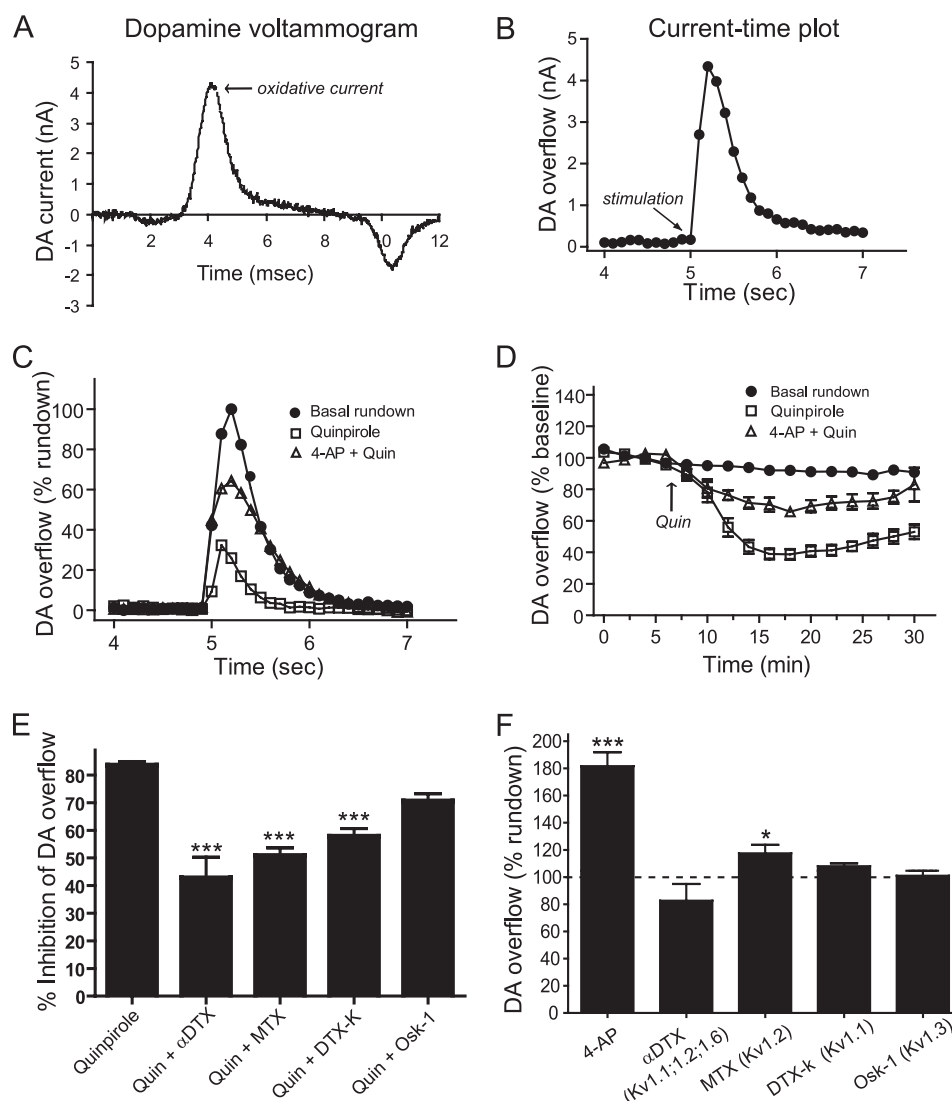 A
Dopamine voltammogram
DA current (nA)
5
4
3
2
1
0
-1
-2
-3
oxidative current
2
4
6
8
10
12
Time (msec)
B
Current-time plot
DA overflow (nA)
5
4
3
2
1
0
stimulation
4
5
6
7
Time (sec)
C
DA overflow (% rundown)
100
80
60
40
20
0
Basal rundown
Quinpirole
4-AP + Quin
4
5
6
7
Time (sec)
D
DA overflow (% baseline)
140
120
100
80
60
40
20
0
Basal rundown
Quinpirole
4-AP + Quin
Quin
0
5
10
15
20
25
30
Time (min)
E
% Inhibition of DA overflow
80
70
60
50
40
30
20
10
0
***
***
***
Quinpirole
Quin + αDTX
Quin + MTX
Quin + DTX-K
Quin + Osk-1
F
DA overflow (% rundown)
200
180
160
140
120
100
80
60
40
20
0
***
*
4-AP
αDTX
(Kv1.1;1.2;1.6)
MTX (Kv1.2)
DTX-k (Kv1.1)
Osk-1 (Kv1.3)